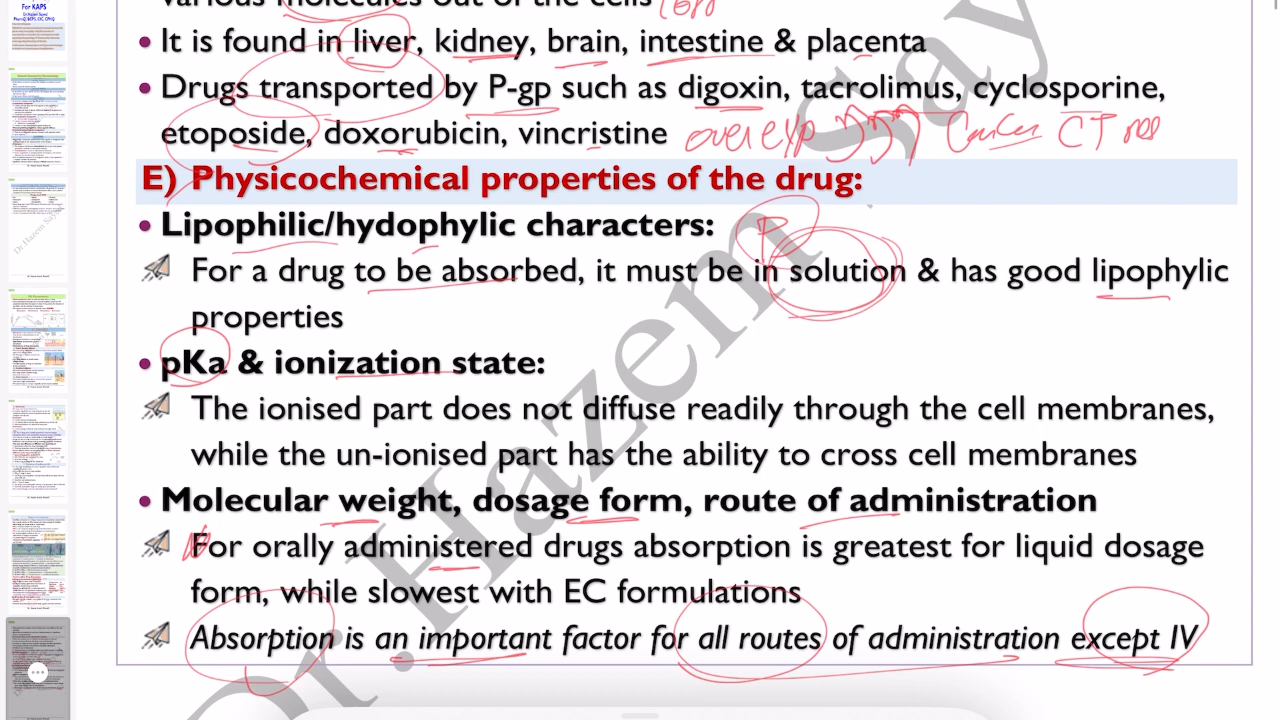 For KAPS
various molecules out of the cells
• It is found in liver, kidney, brain, intestine & placenta
• Drugs transported by P-gp such as digoxin, tacrolimus, cyclosporine,
etoposide, doxorubicin, vincristine
E) Physicochemical properties of the drug:
• Lipophilic/hydophylic characters:
For a drug to be absorbed, it must be in solution & has good lipophylic
properties
• pKa & ionization state:
The ionised part does not diffuse readily through the cell membranes,
while the un-ionised part has the ability to cross cell membranes
• Molecular weight, dosage form, route of administration
For orally administered drugs absorption is greatest for liquid dosage
form, while slowest with EC formulations
Absorption is an important factor for all routes of administration except IV
Dr. Hazem Say